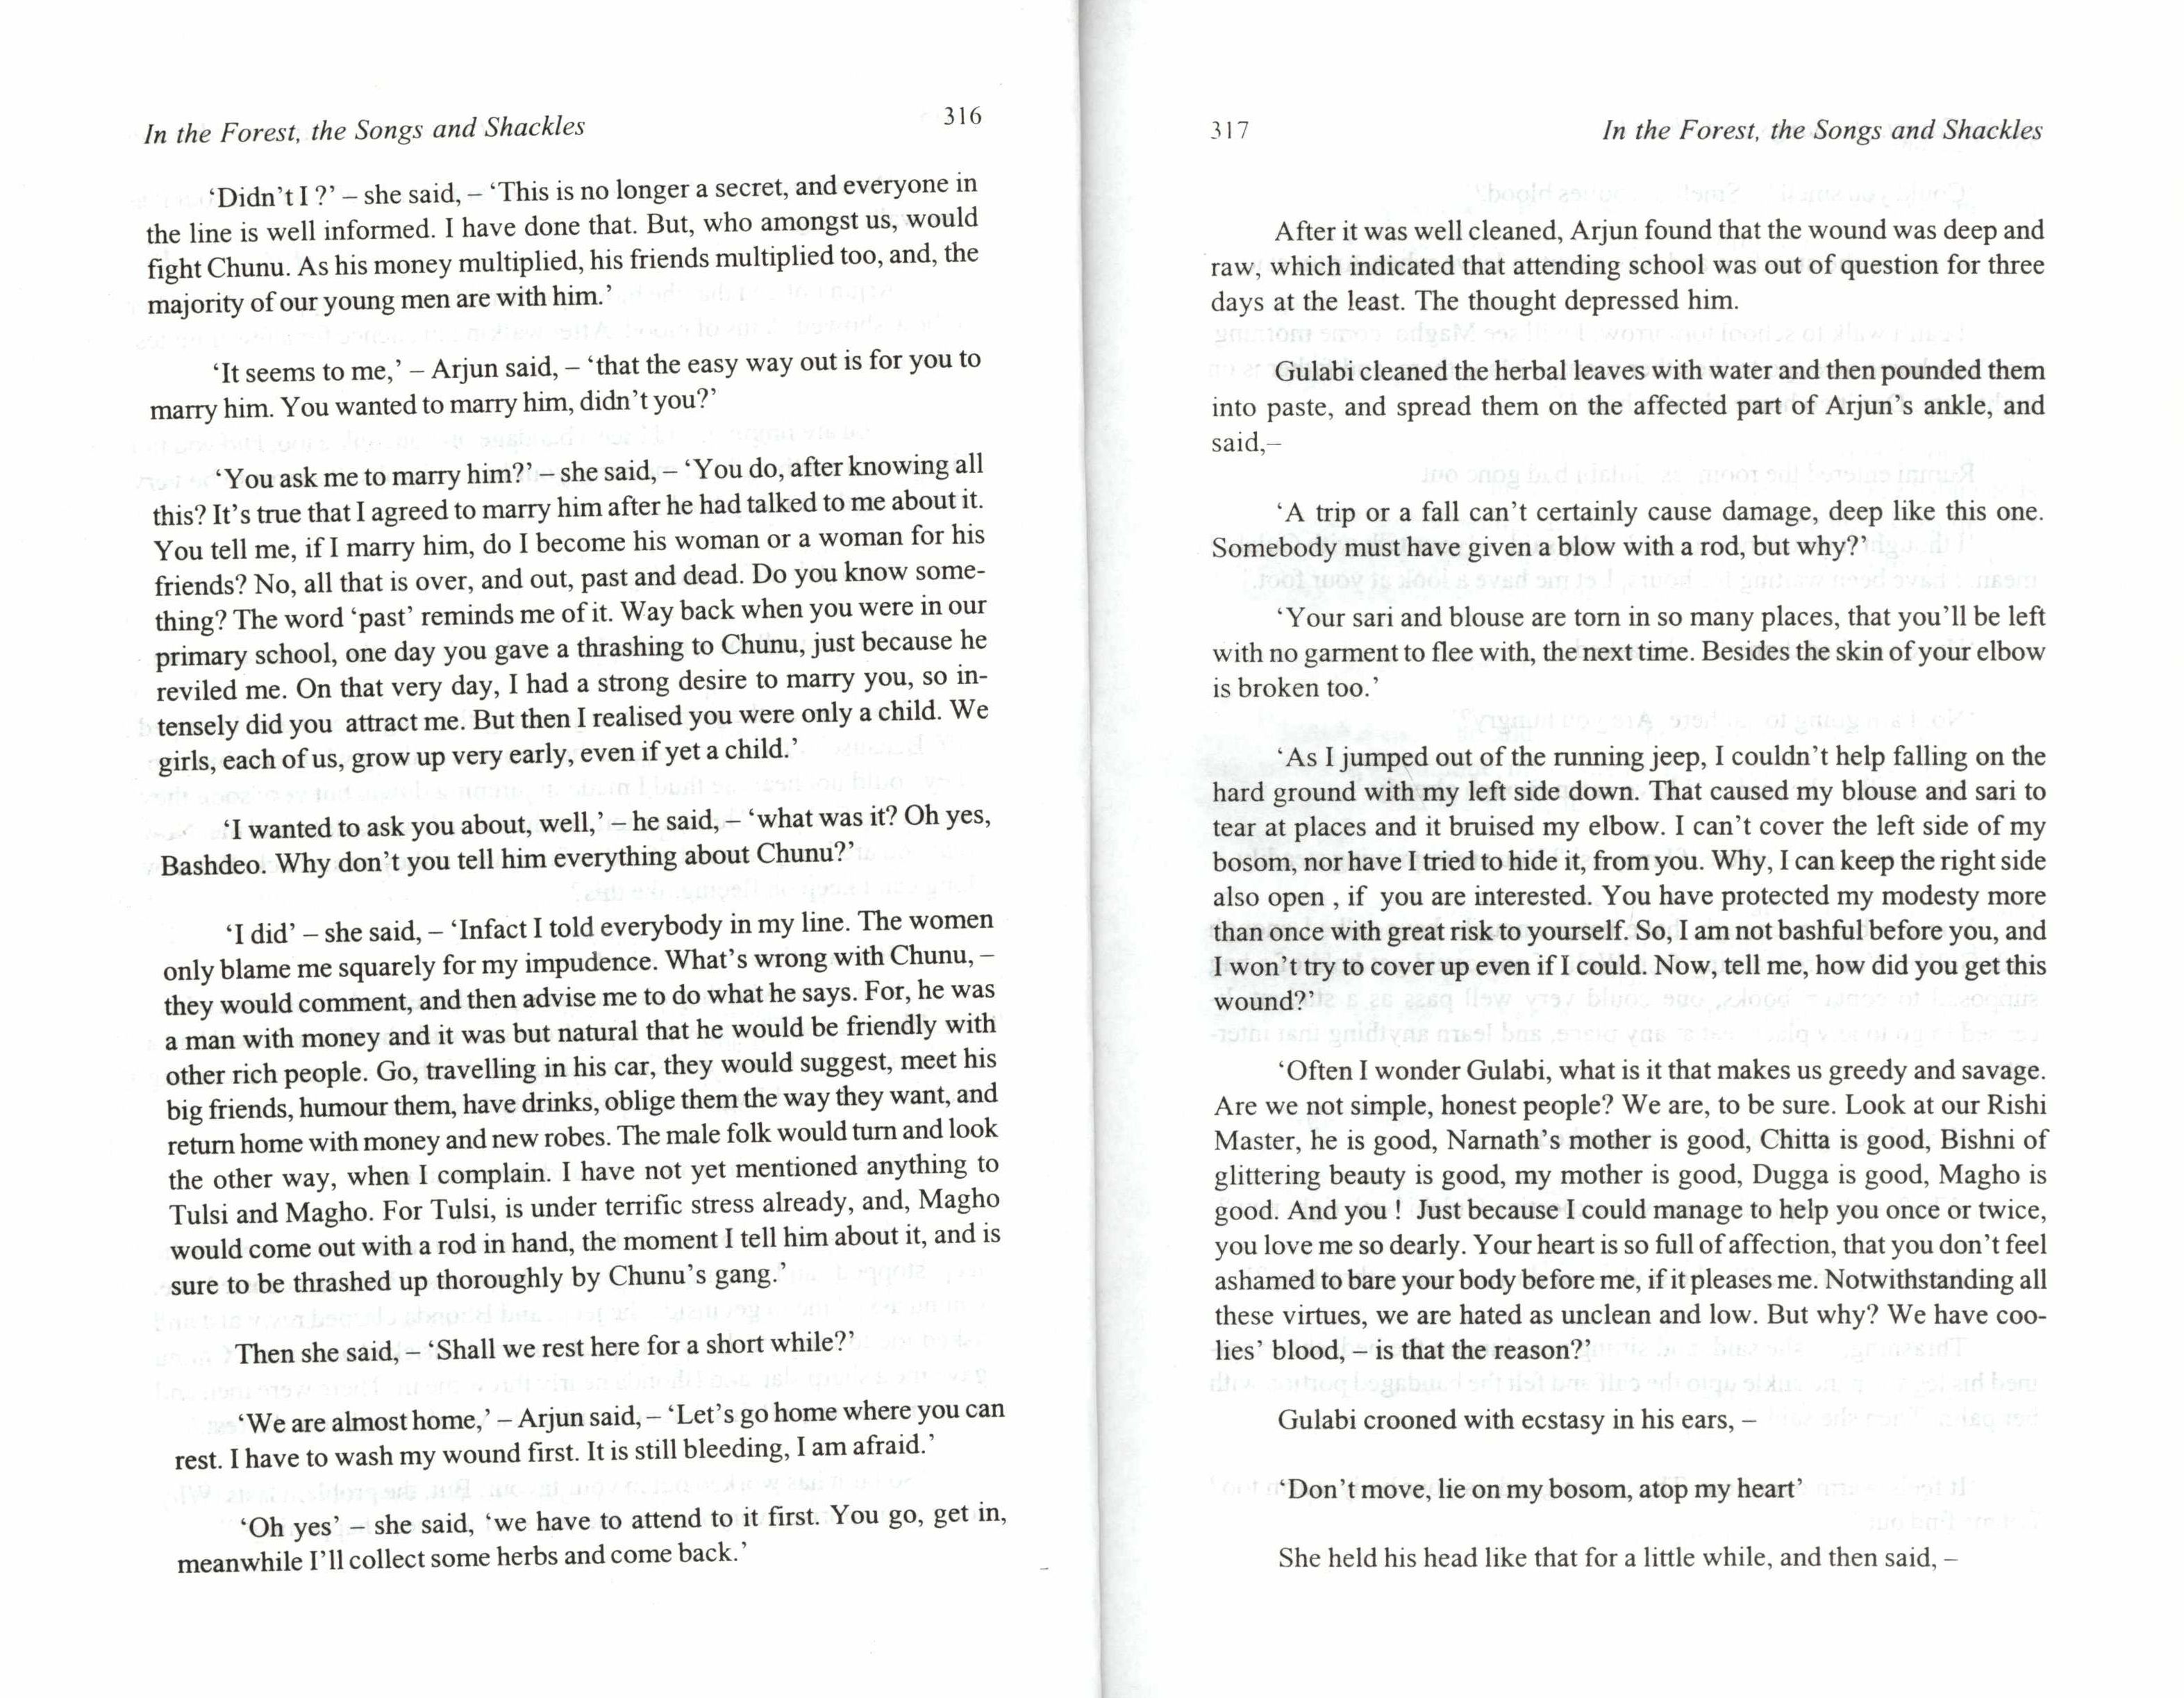 In the Forest, the Songs and Shackles 316
‘Didn’t I ?’ – she said, – ‘This is no longer a secret, and everyone in
the line is well informed. I have done that. But, who amongst us, would
fight Chunu. As his money multiplied, his friends multiplied too, and, the
majority of our young men are with him.’
‘It seems to me,’ – Arjun said, – ‘that the easy way out is for you to
marry him. You wanted to marry him, didn’t you?’
‘You ask me to marry him?’ – she said, – ‘You do, after knowing all
this? It’s true that I agreed to marry him after he had talked to me about it.
You tell me, if I marry him, do I become his woman or a woman for his
friends? No, all that is over, and out, past and dead. Do you know some-
thing? The word ‘past’ reminds me of it. Way back when you were in our
primary school, one day you gave a thrashing to Chunu, just because he
reviled me. On that very day, I had a strong desire to marry you, so in-
tensely did you attract me. But then I realised you were only a child. We
girls, each of us, grow up very early, even if yet a child.’
‘I wanted to ask you about, well,’ – he said, – ‘what was it? Oh yes,
Bashdeo. Why don’t you tell him everything about Chunu?’
‘I did’ – she said, – ‘Infact I told everybody in my line. The women
only blame me squarely for my impudence. What’s wrong with Chunu, –
they would comment, and then advise me to do what he says. For, he was
a man with money and it was but natural that he would be friendly with
other rich people. Go, travelling in his car, they would suggest, meet his
big friends, humour them, have drinks, oblige them the way they want, and
return home with money and new robes. The male folk would turn and look
the other way, when I complain. I have not yet mentioned anything to
Tulsi and Magho. For Tulsi, is under terrific stress already, and, Magho
would come out with a rod in hand, the moment I tell him about it, and is
sure to be thrashed up thoroughly by Chunu’s gang.’
Then she said, – ‘Shall we rest here for a short while?’
‘We are almost home,’ – Arjun said, – ‘Let’s go home where you can
rest. I have to wash my wound first. It is still bleeding, I am afraid.’
‘Oh yes’ – she said, ‘we have to attend to it first. You go, get in,
meanwhile I’ll collect some herbs and come back.’
317 In the Forest, the Songs and Shackles
After it was well cleaned, Arjun found that the wound was deep and
raw, which indicated that attending school was out of question for three
days at the least. The thought depressed him.
Gulabi cleaned the herbal leaves with water and then pounded them
into paste, and spread them on the affected part of Arjun’s ankle, and
said,–
‘A trip or a fall can’t certainly cause damage, deep like this one.
Somebody must have given a blow with a rod, but why?’
‘Your sari and blouse are torn in so many places, that you’ll be left
with no garment to flee with, the next time. Besides the skin of your elbow
is broken too.’
‘As I jumped out of the running jeep, I couldn’t help falling on the
hard ground with my left side down. That caused my blouse and sari to
tear at places and it bruised my elbow. I can’t cover the left side of my
bosom, nor have I tried to hide it, from you. Why, I can keep the right side
also open , if you are interested. You have protected my modesty more
than once with great risk to yourself. So, I am not bashful before you, and
I won’t try to cover up even if I could. Now, tell me, how did you get this
wound?’
‘Often I wonder Gulabi, what is it that makes us greedy and savage.
Are we not simple, honest people? We are, to be sure. Look at our Rishi
Master, he is good, Narnath’s mother is good, Chitta is good, Bishni of
glittering beauty is good, my mother is good, Dugga is good, Magho is
good. And you ! Just because I could manage to help you once or twice,
you love me so dearly. Your heart is so full of affection, that you don’t feel
ashamed to bare your body before me, if it pleases me. Notwithstanding all
these virtues, we are hated as unclean and low. But why? We have coo-
lies’ blood, – is that the reason?’
Gulabi crooned with ecstasy in his ears, –
‘Don’t move, lie on my bosom, atop my heart’
She held his head like that for a little while, and then said, –